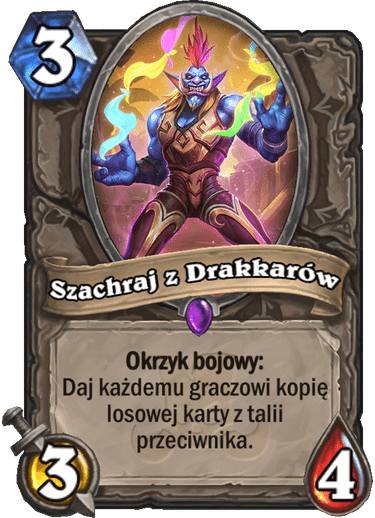 3
Szachraj z Drakkarów
Okrzyk bojowy:
Daj każdemu graczowi kopię
losowej karty z talii
przeciwnika.
3
4